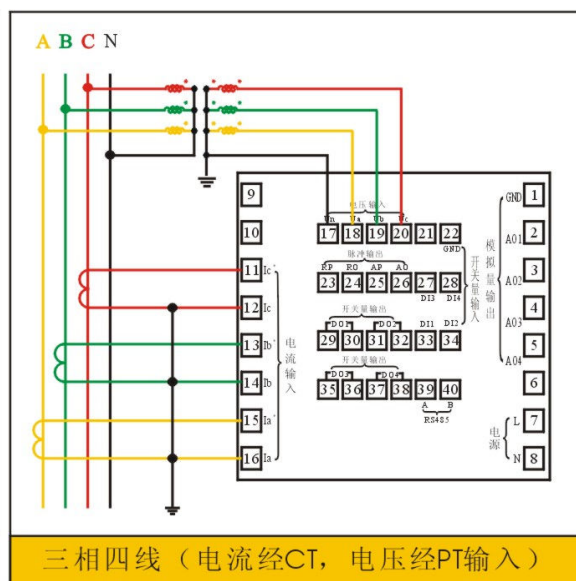 A B C N
电压输入
Un Ua Ub Uc
9 17 18 19 20 21 22 GND 1
GND
10 2 AO1
脉冲输出
RP RQ AP AQ
11 Ic* 23 24 25 26 27 28 3 AO2
DI3 DI4
开关量输入
模拟量输出
12 Ic 4 AO3
开关量输出
DO1 DO2 DI1 DI2
13 Ib* 29 30 31 32 33 34 5 AO4
电流输入
开关量输出
DO3 DO4
14 Ib 35 36 37 38 39 40 6
A B
RS485
15 Ia* 电源 L 7
16 Ia N 8
三相四线（电流经CT，电压经PT输入）